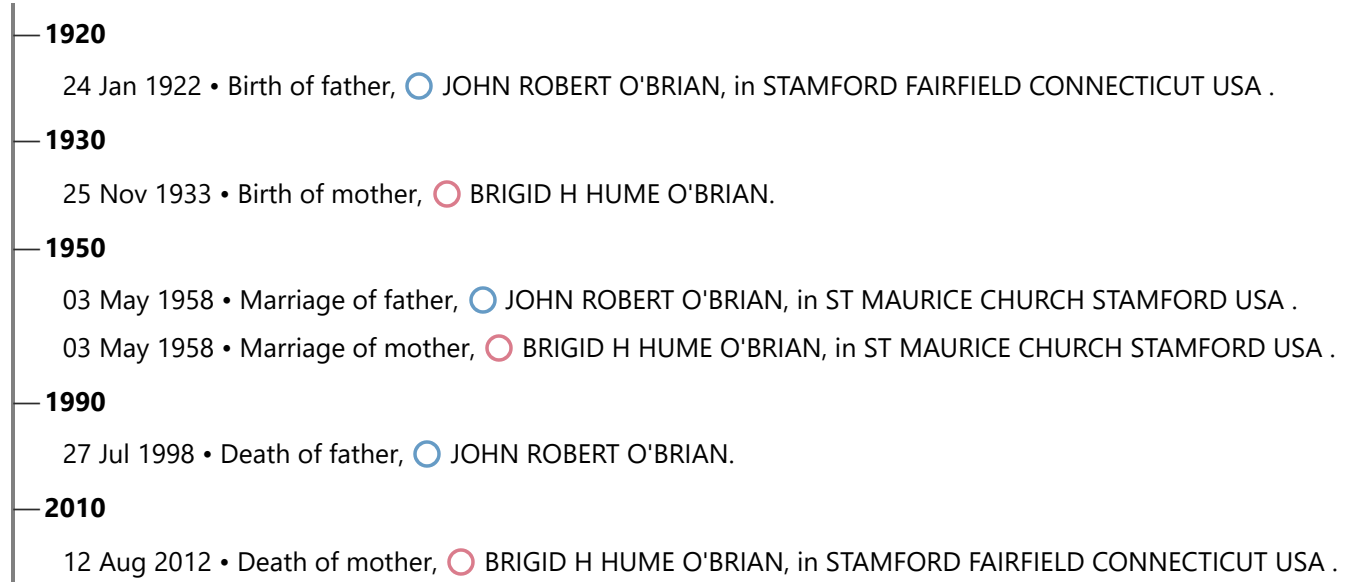 1920
24 Jan 1922 • Birth of father, JOHN ROBERT O'BRIAN, in STAMFORD FAIRFIELD CONNECTICUT USA .
1930
25 Nov 1933 • Birth of mother, BRIGID H HUME O'BRIAN.
1950
03 May 1958 • Marriage of father, JOHN ROBERT O'BRIAN, in ST MAURICE CHURCH STAMFORD USA .
03 May 1958 • Marriage of mother, BRIGID H HUME O'BRIAN, in ST MAURICE CHURCH STAMFORD USA .
1990
27 Jul 1998 • Death of father, JOHN ROBERT O'BRIAN.
2010
12 Aug 2012 • Death of mother, BRIGID H HUME O'BRIAN, in STAMFORD FAIRFIELD CONNECTICUT USA .